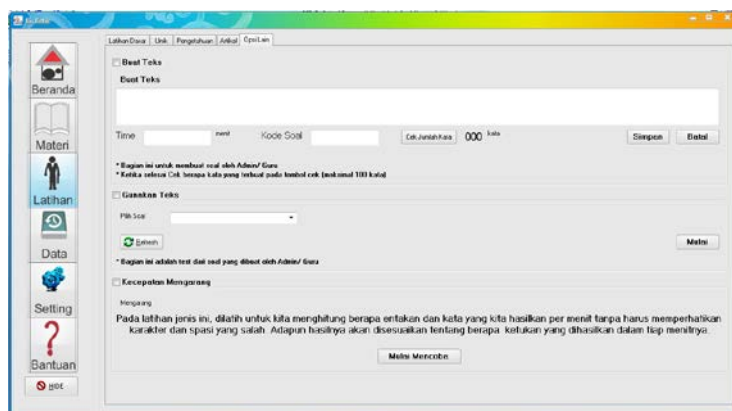 Latihan Dasar Unik Pengetahuan Artikel Opsi Lain
Buat Teks
Buat Teks
Time menit Kode Soal Cek Jumlah Kata 000 kata Simpan Batal
* Bagian ini untuk membuat soal oleh Admin/ Guru
* Ketika selesai Cek berapa kata yang terbuat pada tombol cek (maksimal 100 kata)
Gunakan Teks
Pilih Soal
Refresh Mulai
* Bagian ini adalah test dari soal yang dibuat oleh Admin/ Guru
Kecepatan Mengarang
Mengarang
Pada latihan jenis ini, dilatih untuk kita menghitung berapa entakan dan kata yang kita hasilkan per menit tanpa harus memperhatikan
karakter dan spasi yang salah. Adapun hasilnya akan disesuaikan tentang berapa ketukan yang dihasilkan dalam tiap menitnya.
Mulai Mencoba
Beranda
Materi
Latihan
Data
Setting
Bantuan
HIDE